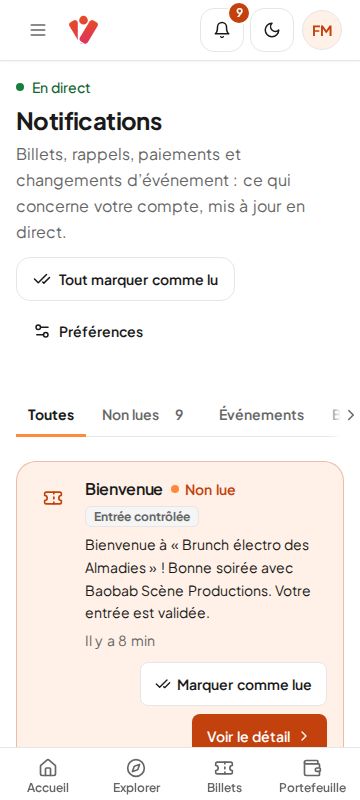 9
FM
En direct
Notifications
Billets, rappels, paiements et
changements d'événement : ce qui
concerne votre compte, mis à jour en
direct.
Tout marquer comme lu
Préférences
Toutes Non lues 9 Événements
Bienvenue Non lue
Entrée contrôlée
Bienvenue à « Brunch électro des
Almadies » ! Bonne soirée avec
Baobab Scène Productions. Votre
entrée est validée.
Il y a 8 min
Marquer comme lue
Voir le détail
Accueil Explorer Billets Portefeuille